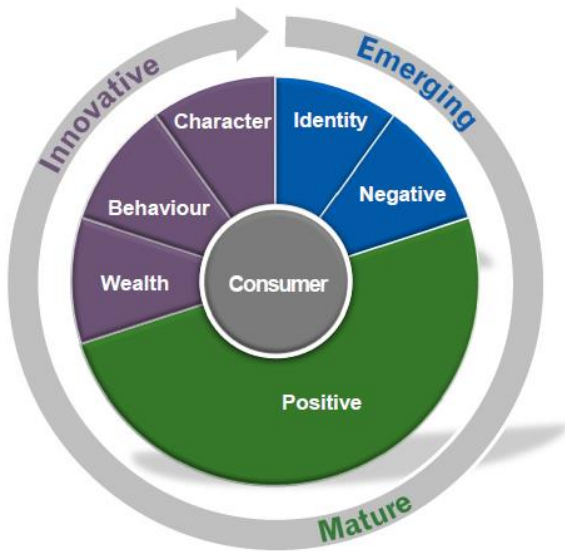 Innovative
Emerging
Character
Identity
Behaviour
Negative
Wealth
Consumer
Positive
Mature